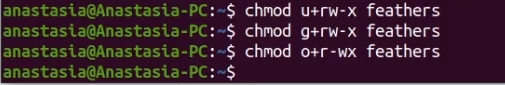 anastasia@Anastasia-PC:~$ chmod u+rw-x feathers
anastasia@Anastasia-PC:~$ chmod g+rw-x feathers
anastasia@Anastasia-PC:~$ chmod o+r-wx feathers
anastasia@Anastasia-PC:~$